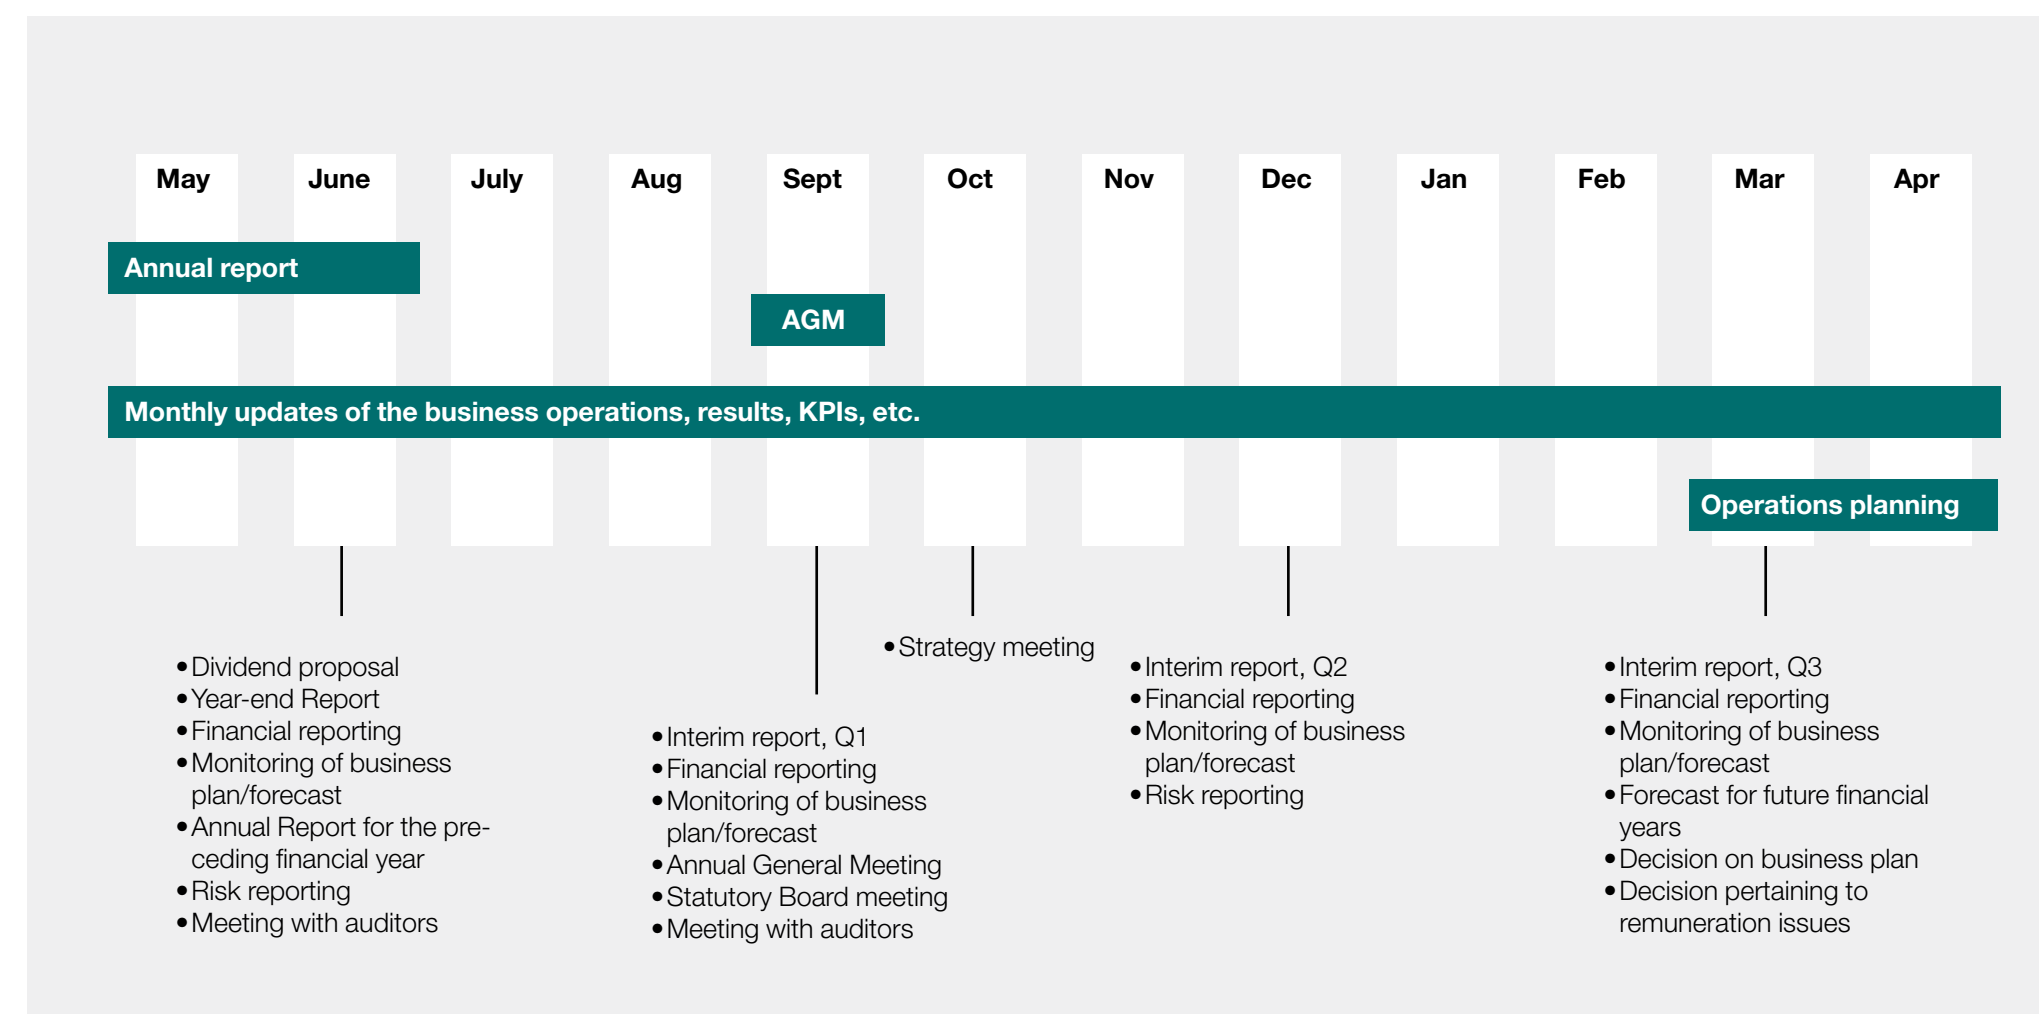 May June July Aug Sept Oct Nov Dec Jan Feb Mar Apr
Annual report
AGM
Monthly updates of the business operations, results, KPIs, etc.
Operations planning
•Dividend proposal
•Year-end Report
•Financial reporting
•Monitoring of business
plan/forecast
•Annual Report for the pre-
ceding financial year
•Risk reporting
•Meeting with auditors
•Interim report, Q1
•Financial reporting
•Monitoring of business
plan/forecast
•Annual General Meeting
•Statutory Board meeting
•Meeting with auditors
•Strategy meeting
•Interim report, Q2
•Financial reporting
•Monitoring of business
plan/forecast
•Risk reporting
•Interim report, Q3
•Financial reporting
•Monitoring of business
plan/forecast
•Forecast for future financial
years
•Decision on business plan
•Decision pertaining to
remuneration issues